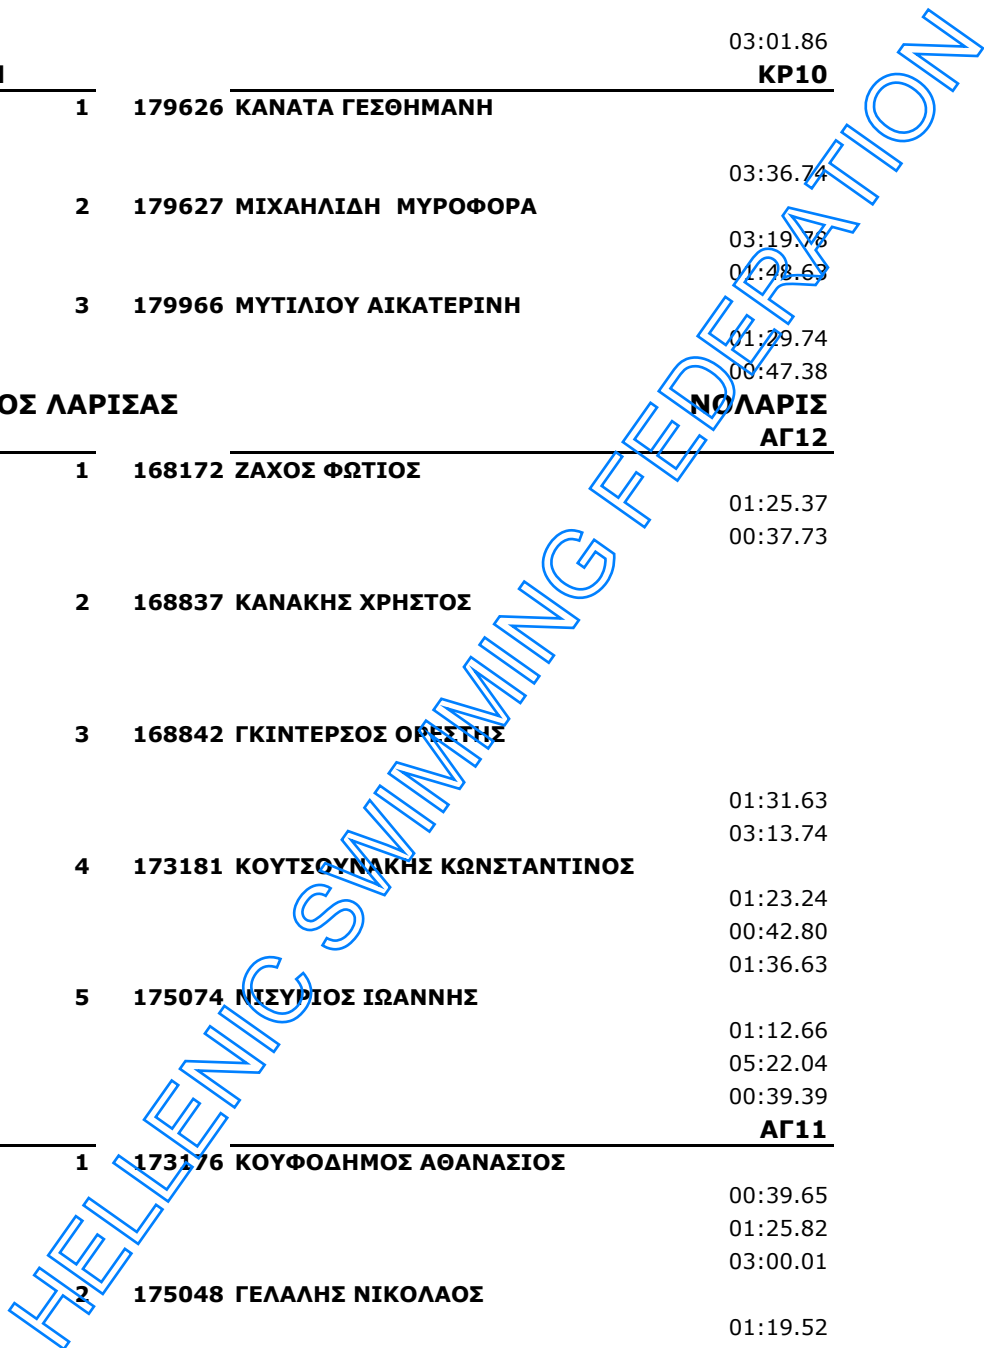 03:01.86
ΚΡ10
1 179626 ΚΑΝΑΤΑ ΓΕΣΘΗΜΑΝΗ
03:36.74
2 179627 ΜΙΧΑΗΛΙΔΗ ΜΥΡΟΦΟΡΑ
03:19.78
01:48.63
3 179966 ΜΥΤΙΛΙΟΥ ΑΙΚΑΤΕΡΙΝΗ
01:29.74
00:47.38
ΟΣ ΛΑΡΙΣΑΣ ΝΟΛΑΡΙΣ
ΑΓ12
1 168172 ΖΑΧΟΣ ΦΩΤΙΟΣ
01:25.37
00:37.73
2 168837 ΚΑΝΑΚΗΣ ΧΡΗΣΤΟΣ
3 168842 ΓΚΙΝΤΕΡΣΟΣ ΟΡΕΣΤΗΣ
01:31.63
03:13.74
4 173181 ΚΟΥΤΣΟΥΝΑΚΗΣ ΚΩΝΣΤΑΝΤΙΝΟΣ
01:23.24
00:42.80
01:36.63
5 175074 ΝΙΣΥΡΙΟΣ ΙΩΑΝΝΗΣ
01:12.66
05:22.04
00:39.39
ΑΓ11
1 173176 ΚΟΥΦΟΔΗΜΟΣ ΑΘΑΝΑΣΙΟΣ
00:39.65
01:25.82
03:00.01
2 175048 ΓΕΛΑΛΗΣ ΝΙΚΟΛΑΟΣ
01:19.52
HELLENIC SWIMMING FEDERATION